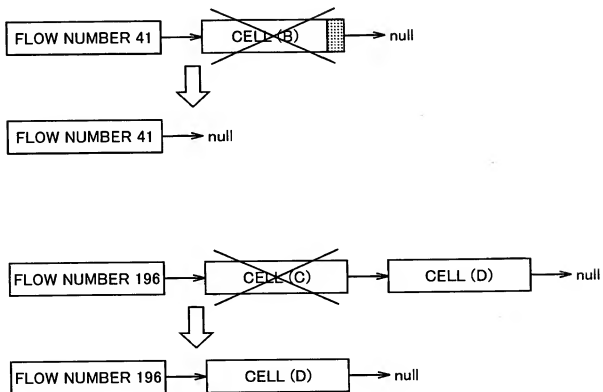 FLOW NUMBER 41 CELL (B) null
FLOW NUMBER 41 null
FLOW NUMBER 196 CELL (C) CELL (D) null
FLOW NUMBER 196 CELL (D) null